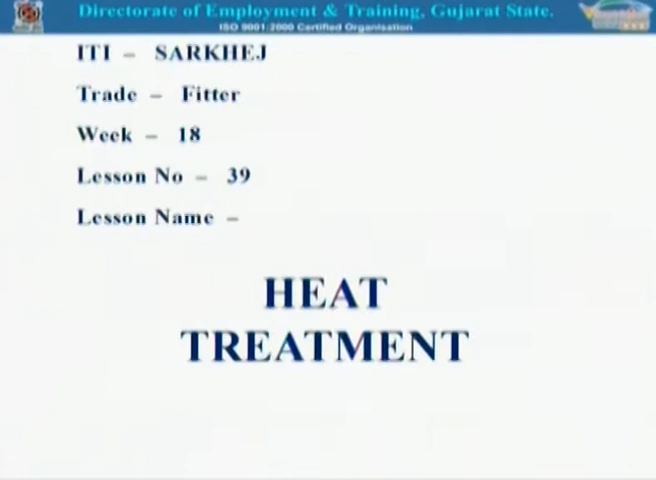 Directorate of Employment & Training, Gujarat State.
ISO 9001:2000 Certified Organisation
ITI – SARKHEJ
Trade – Fitter
Week – 18
Lesson No – 39
Lesson Name –
HEAT
TREATMENT